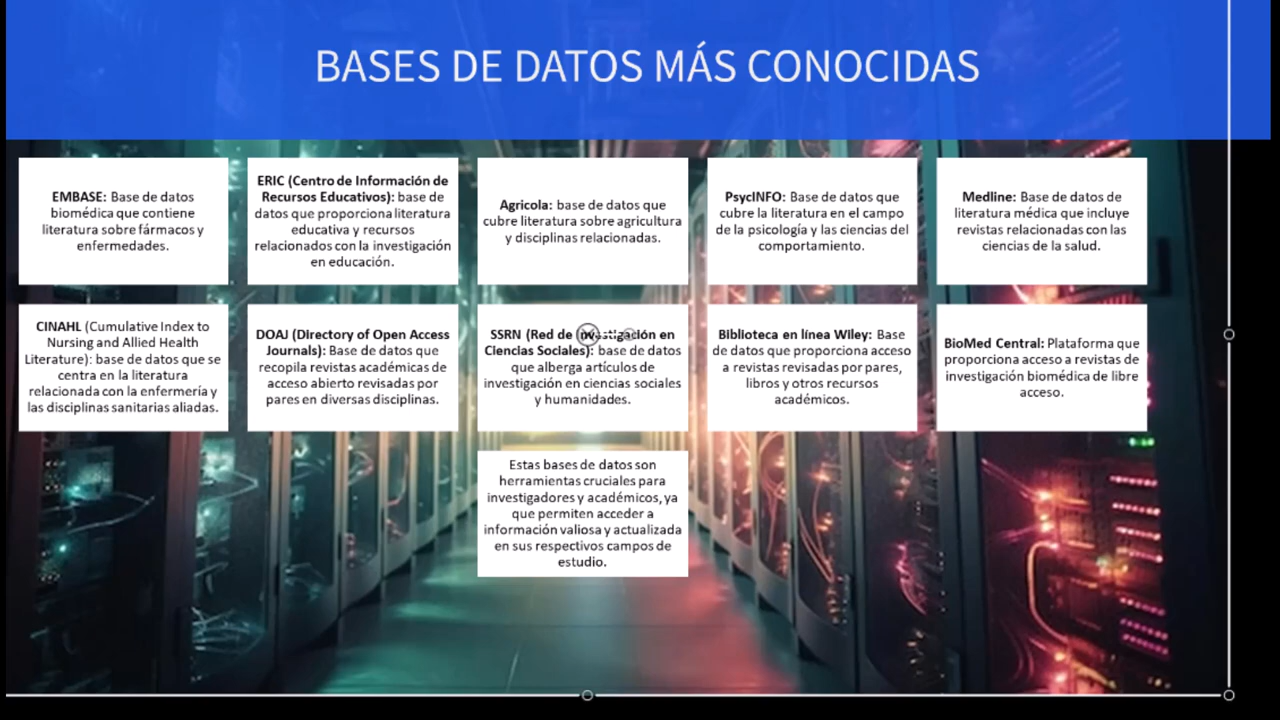 BASES DE DATOS MÁS CONOCIDAS
EMBASE: Base de datos
biomédica que contiene
literatura sobre fármacos y
enfermedades.
ERIC (Centro de Información de
Recursos Educativos): base de
datos que proporciona literatura
educativa y recursos
relacionados con la investigación
en educación.
Agricola: base de datos que
cubre literatura sobre agricultura
y disciplinas relacionadas.
PsycINFO: Base de datos que
cubre la literatura en el campo
de la psicología y las ciencias del
comportamiento.
Medline: Base de datos de
literatura médica que incluye
revistas relacionadas con las
ciencias de la salud.
CINAHL (Cumulative Index to
Nursing and Allied Health
Literature): base de datos que se
centra en la literatura
relacionada con la enfermería y
las disciplinas sanitarias aliadas.
DOAJ (Directory of Open Access
Journals): Base de datos que
recopila revistas académicas de
acceso abierto revisadas por
pares en diversas disciplinas.
SSRN (Red de Investigación en
Ciencias Sociales): base de datos
que alberga artículos de
investigación en ciencias sociales
y humanidades.
Biblioteca en línea Wiley: Base
de datos que proporciona acceso
a revistas revisadas por pares,
libros y otros recursos
académicos.
BioMed Central: Plataforma que
proporciona acceso a revistas de
investigación biomédica de libre
acceso.
Estas bases de datos son
herramientas cruciales para
investigadores y académicos, ya
que permiten acceder a
información valiosa y actualizada
en sus respectivos campos de
estudio.